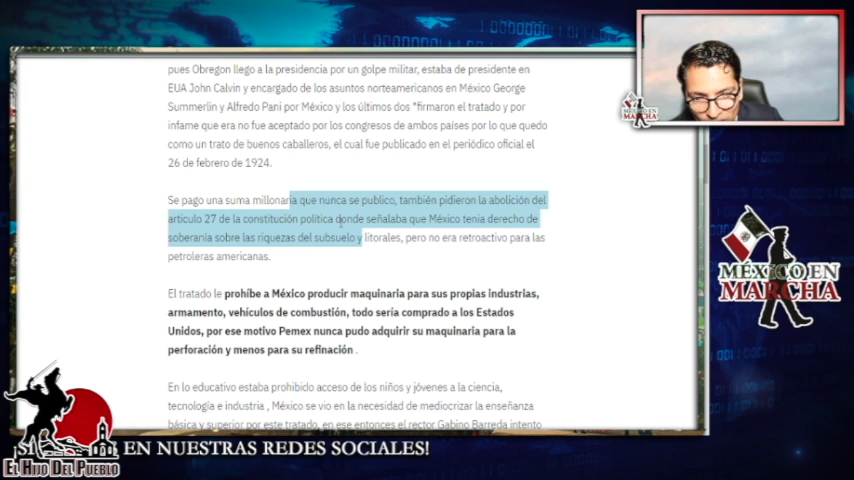 pues Obregon llego a la presidencia por un golpe militar, estaba de presidente en
EUA John Calvin y encargado de los asuntos norteamericanos en México George
Summerlin y Alfredo Pani por México y los últimos dos "firmaron el tratado y por
infame que era no fue aceptado por los congresos de ambos países por lo que quedo
como un trato de buenos caballeros, el cual fue publicado en el periódico oficial el
26 de febrero de 1924.
Se pago una suma millonaria que nunca se publico, también pidieron la abolición del
artículo 27 de la constitución política donde señalaba que México tenía derecho de
soberanía sobre las riquezas del subsuelo y litorales, pero no era retroactivo para las
petroleras americanas.
El tratado le prohíbe a México producir maquinaria para sus propias industrias,
armamento, vehículos de combustión, todo sería comprado a los Estados
Unidos, por ese motivo Pemex nunca pudo adquirir su maquinaria para la
perforación y menos para su refinación .
En lo educativo estaba prohibido acceso de los niños y jóvenes a la ciencia,
tecnología e industria , México se vio en la necesidad de mediocrizar la enseñanza
básica y superior por este tratado, en ese entonces el rector Gabino Barreda intento
MÉXICO EN
MARCHA
MÉXICO EN
MARCHA
EN NUESTRAS REDES SOCIALES!
EL HIJO DEL PUEBLO